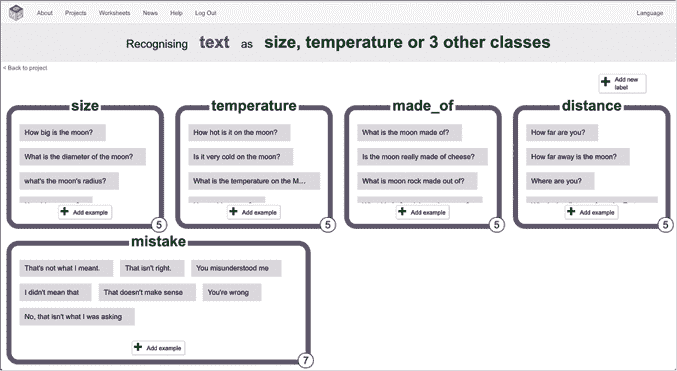 About Projects Worksheets News Help Log Out Language
Recognising text as size, temperature or 3 other classes
< Back to project
Add new label
size
How big is the moon?
What is the diameter of the moon?
what's the moon's radius?
Add example
5
temperature
How hot is it on the moon?
Is it very cold on the moon?
What is the temperature on the M...
Add example
5
made_of
What is the moon made of?
Is the moon really made of cheese?
What is moon rock made out of?
Add example
5
distance
How far are you?
How far away is the moon?
Where are you?
Add example
5
mistake
That's not what I meant. That isn't right. You misunderstood me
I didn't mean that That doesn't make sense You're wrong
No, that isn't what I was asking
Add example
7